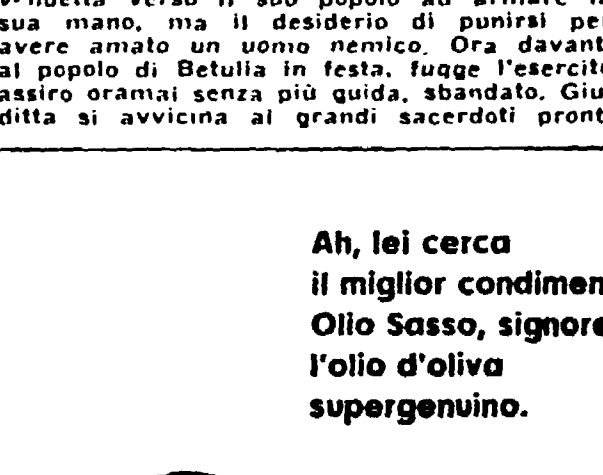 vendetta verso il suo popolo ad armare la
sua mano, ma il desiderio di punirsi per
avere amato un uomo nemico. Ora davant
al popolo di Betulia in festa, fugge l'esercito
assiro oramai senza più guida, sbandato. Giu
ditta si avvicina ai grandi sacerdoti pront
Ah, lei cerca
il miglior condimen
Olio Sasso, signore
l'olio d'oliva
supergenuino.